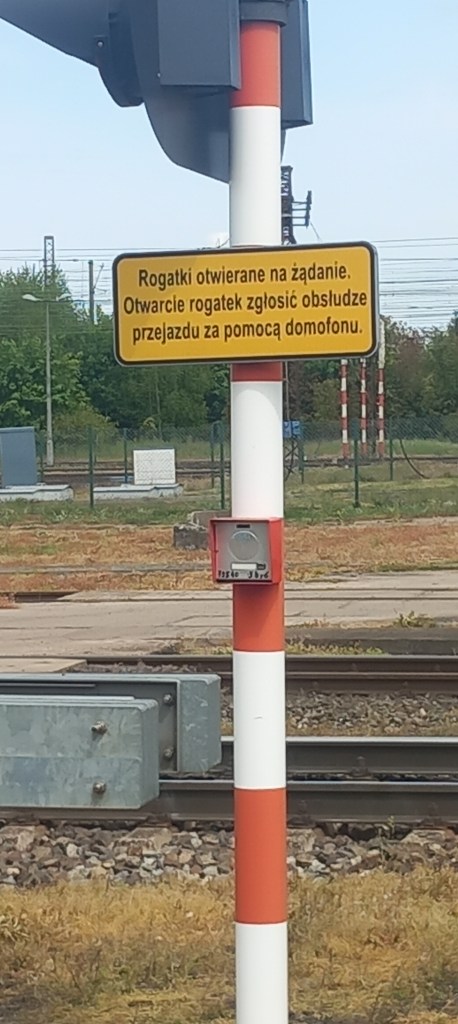 Rogatki otwierane na żądanie.
Otwarcie rogatek zgłosić obsłudze
przejazdu za pomocą domofonu.